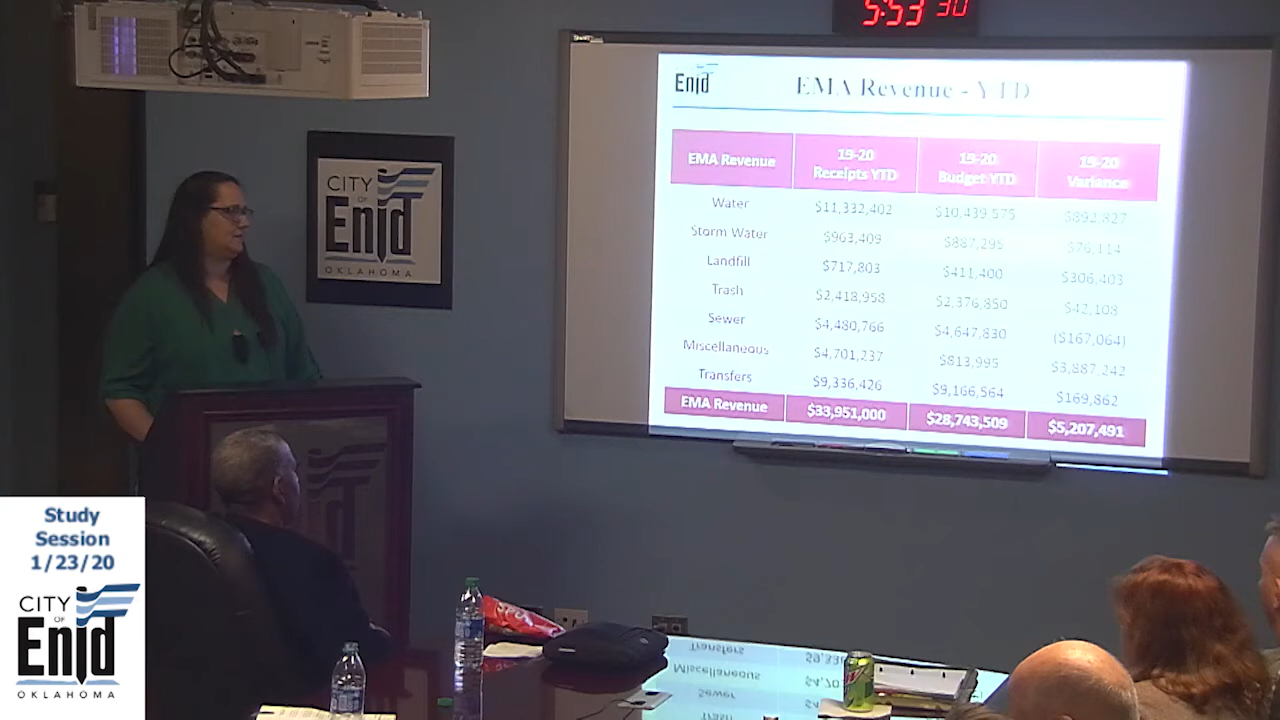 5:53 30
Enid
EMA Revenue - YTD
EMA Revenue 19-20 Receipts YTD 19-20 Budget YTD 19-20 Variance
Water $11,332,402 $10,439,575 $892,827
Storm Water $963,409 $887,295 $76,114
Landfill $717,803 $411,400 $306,403
Trash $2,418,958 $2,376,850 $42,108
Sewer $4,480,766 $4,647,830 ($167,064)
Miscellaneous $4,701,237 $813,995 $3,887,242
Transfers $9,336,426 $9,166,564 $169,862
EMA Revenue $33,951,000 $28,743,509 $5,207,491
CITY
OF
Enid
OKLAHOMA
Study
Session
1/23/20
CITY
OF
Enid
OKLAHOMA
Transfers
Miscellaneous
Sewer
Trash